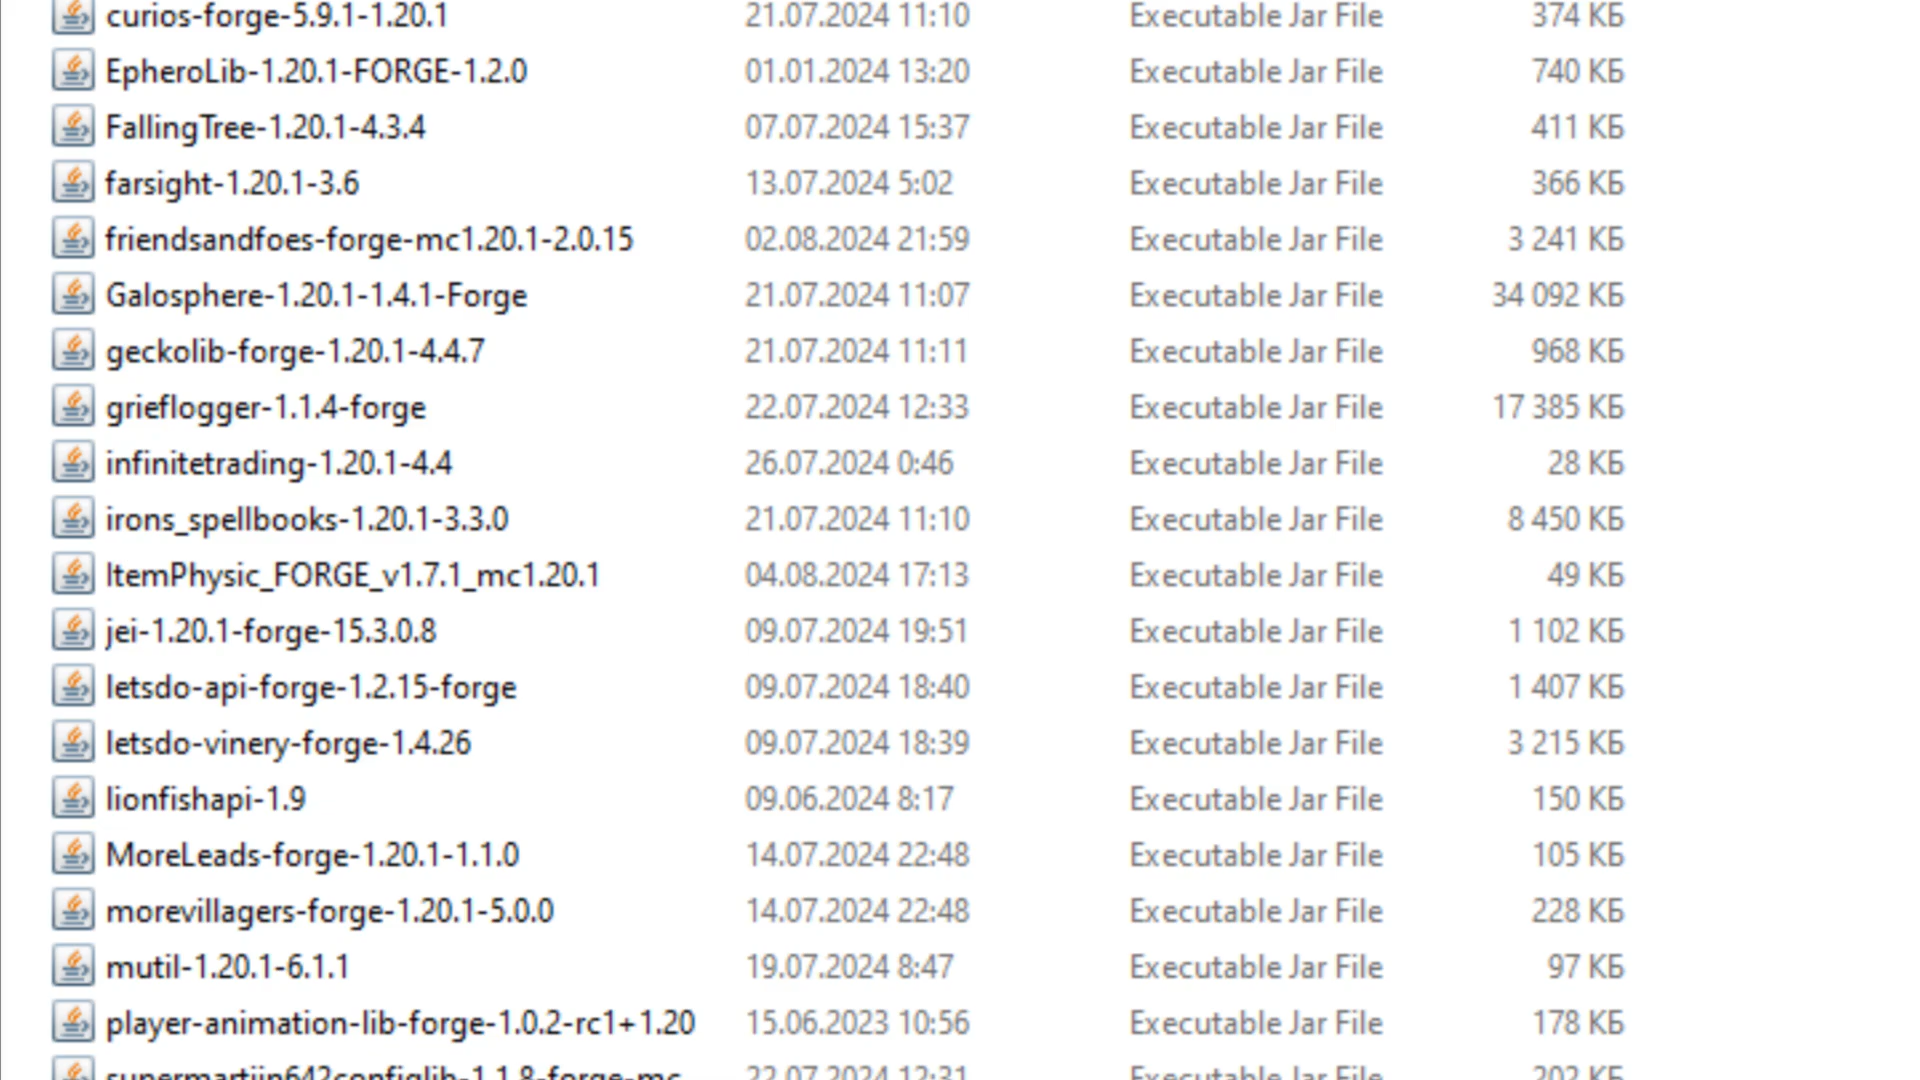 curios-forge-5.9.1-1.20.1 21.07.2024 11:10 Executable Jar File 374 КБ
EpheroLib-1.20.1-FORGE-1.2.0 01.01.2024 13:20 Executable Jar File 740 КБ
FallingTree-1.20.1-4.3.4 07.07.2024 15:37 Executable Jar File 411 КБ
farsight-1.20.1-3.6 13.07.2024 5:02 Executable Jar File 366 КБ
friendsandfoes-forge-mc1.20.1-2.0.15 02.08.2024 21:59 Executable Jar File 3 241 КБ
Galosphere-1.20.1-1.4.1-Forge 21.07.2024 11:07 Executable Jar File 34 092 КБ
geckolib-forge-1.20.1-4.4.7 21.07.2024 11:11 Executable Jar File 968 КБ
grieflogger-1.1.4-forge 22.07.2024 12:33 Executable Jar File 17 385 КБ
infinitetrading-1.20.1-4.4 26.07.2024 0:46 Executable Jar File 28 КБ
irons_spellbooks-1.20.1-3.3.0 21.07.2024 11:10 Executable Jar File 8 450 КБ
ItemPhysic_FORGE_v1.7.1_mc1.20.1 04.08.2024 17:13 Executable Jar File 49 КБ
jei-1.20.1-forge-15.3.0.8 09.07.2024 19:51 Executable Jar File 1 102 КБ
letsdo-api-forge-1.2.15-forge 09.07.2024 18:40 Executable Jar File 1 407 КБ
letsdo-vinery-forge-1.4.26 09.07.2024 18:39 Executable Jar File 3 215 КБ
lionfishapi-1.9 09.06.2024 8:17 Executable Jar File 150 КБ
MoreLeads-forge-1.20.1-1.1.0 14.07.2024 22:48 Executable Jar File 105 КБ
morevillagers-forge-1.20.1-5.0.0 14.07.2024 22:48 Executable Jar File 228 КБ
mutil-1.20.1-6.1.1 19.07.2024 8:47 Executable Jar File 97 КБ
player-animation-lib-forge-1.0.2-rc1+1.20 15.06.2023 10:56 Executable Jar File 178 КБ
supermartijn642configlib-1.1.8-forge-mc... 22.07.2024 12:31 Executable Jar File 202 КБ